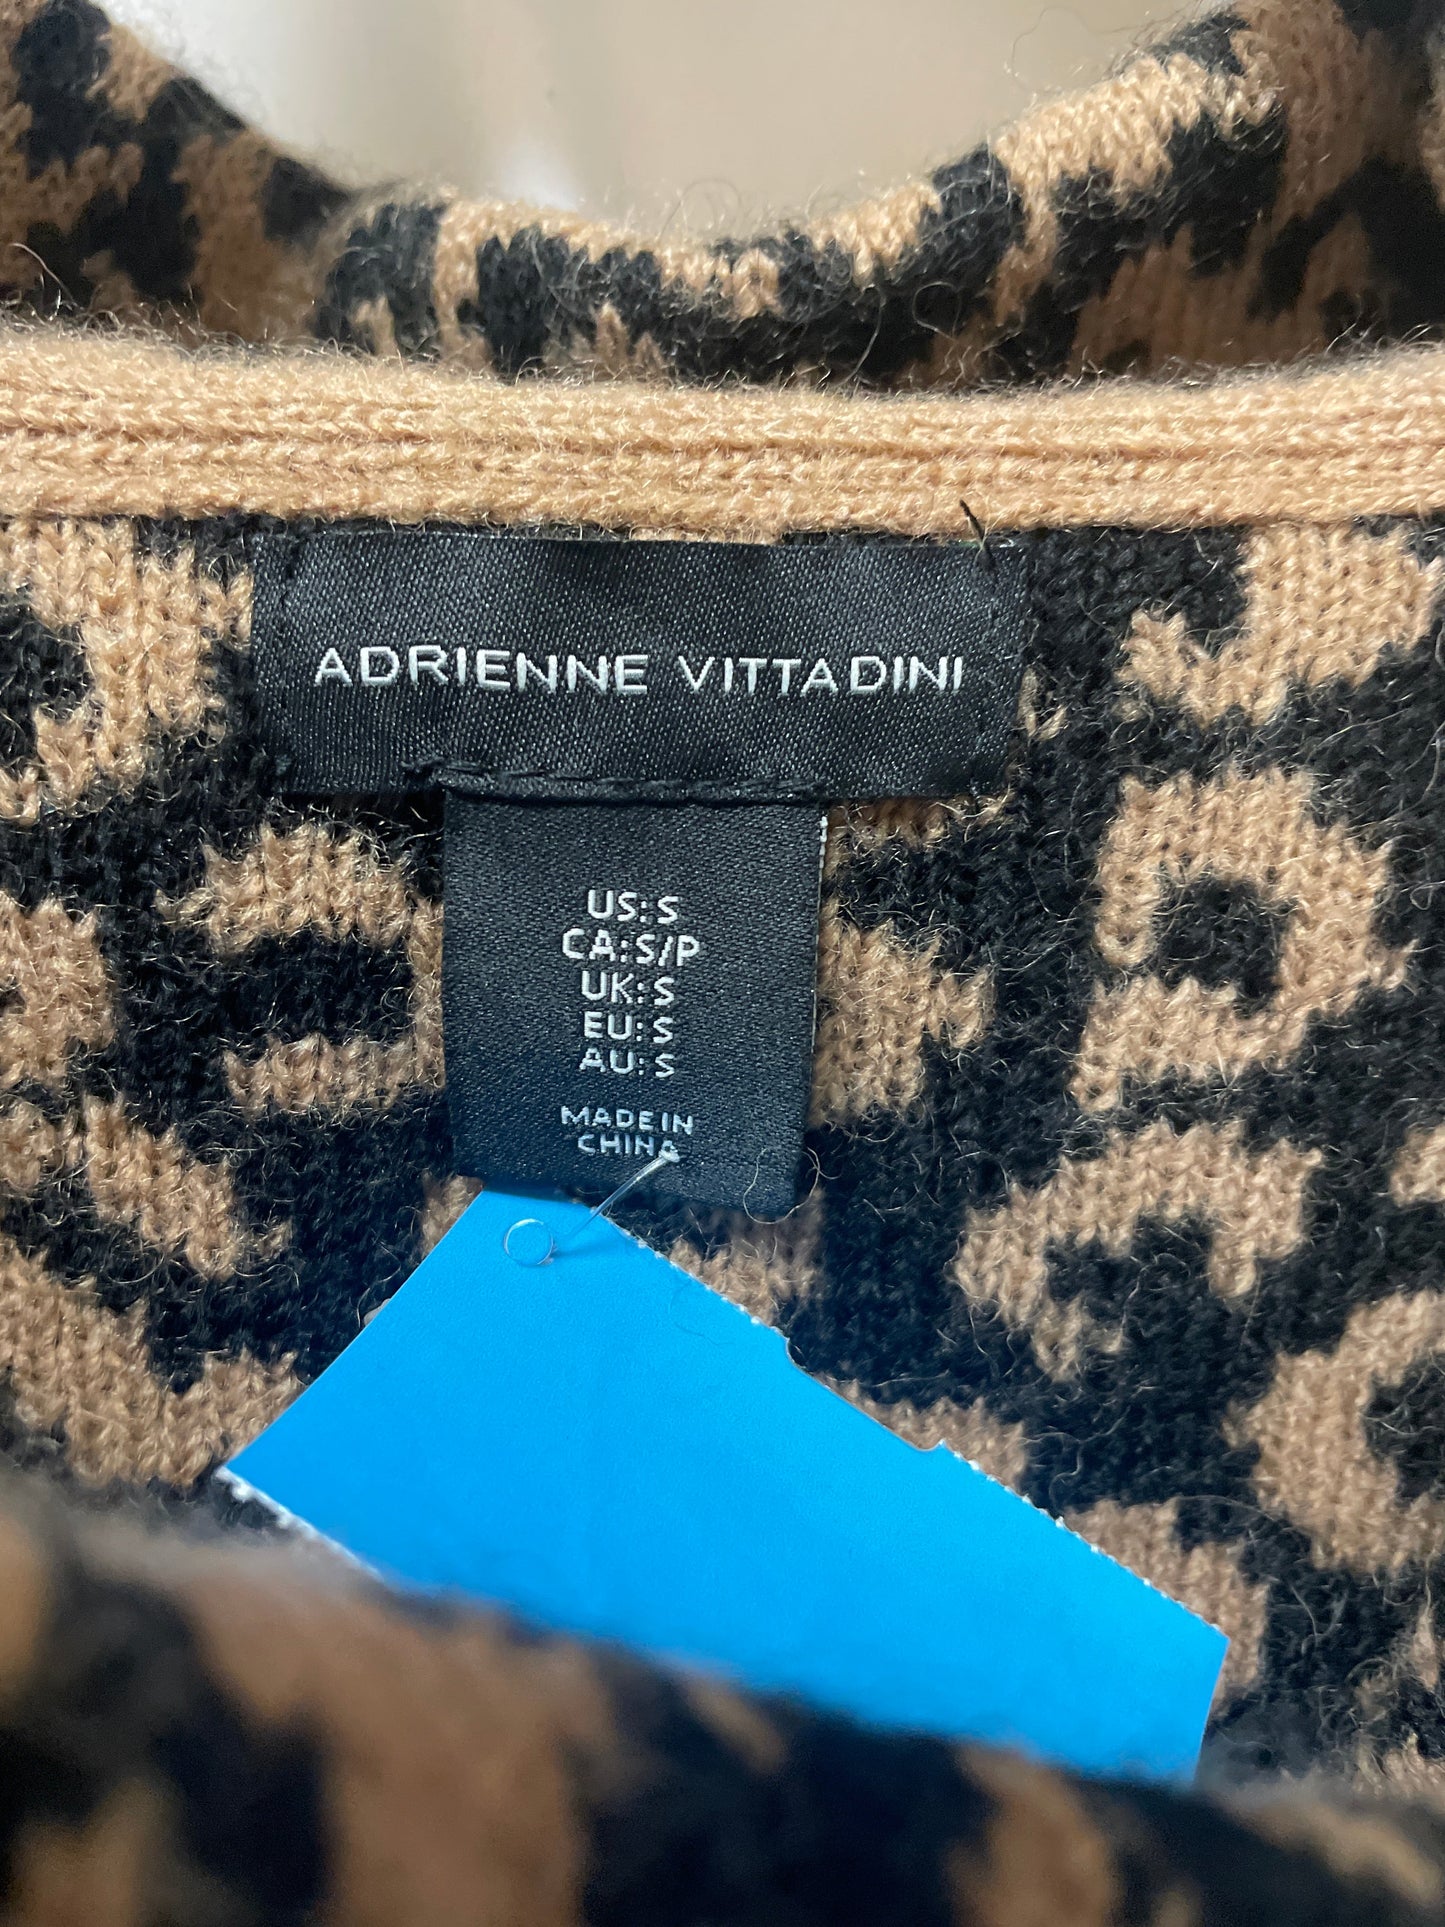 ADRIENNE VITTADINI
US: S
CA: S/P
UK: S
EU: S
AU: S
MADE IN
CHINA